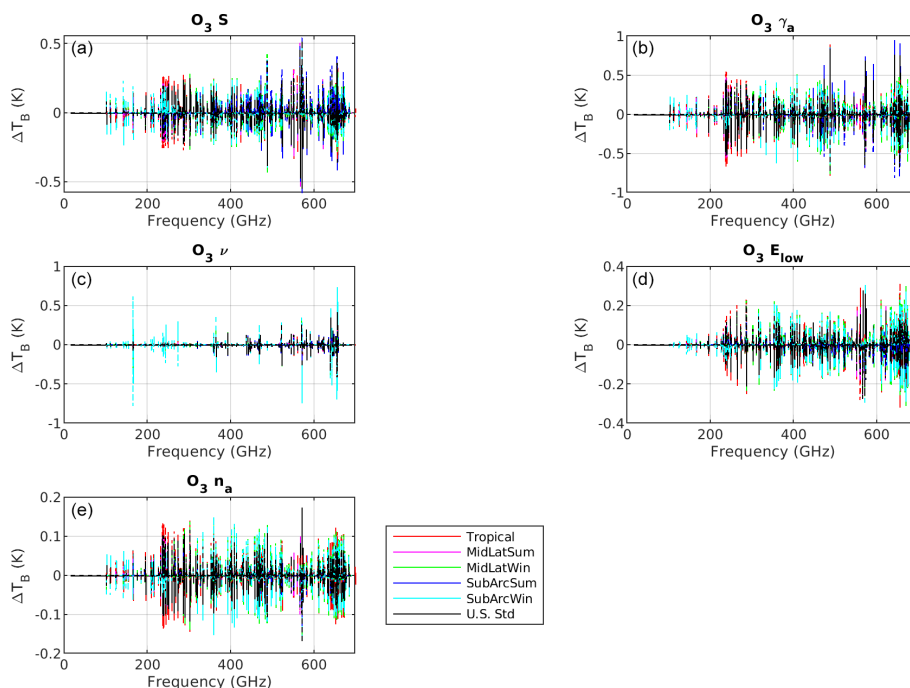 O3 S
(a)
ΔTB (K)
0.5
0
-0.5
0 200 400 600
Frequency (GHz)
O3 γa
(b)
ΔTB (K)
1
0.5
0
-0.5
-1
0 200 400 600
Frequency (GHz)
O3 ν
(c)
ΔTB (K)
1
0.5
0
-0.5
-1
0 200 400 600
Frequency (GHz)
O3 Elow
(d)
ΔTB (K)
0.4
0.2
0
-0.2
-0.4
0 200 400 600
Frequency (GHz)
O3 na
(e)
ΔTB (K)
0.2
0.1
0
-0.1
-0.2
0 200 400 600
Frequency (GHz)
Tropical
MidLatSum
MidLatWin
SubArcSum
SubArcWin
U.S. Std